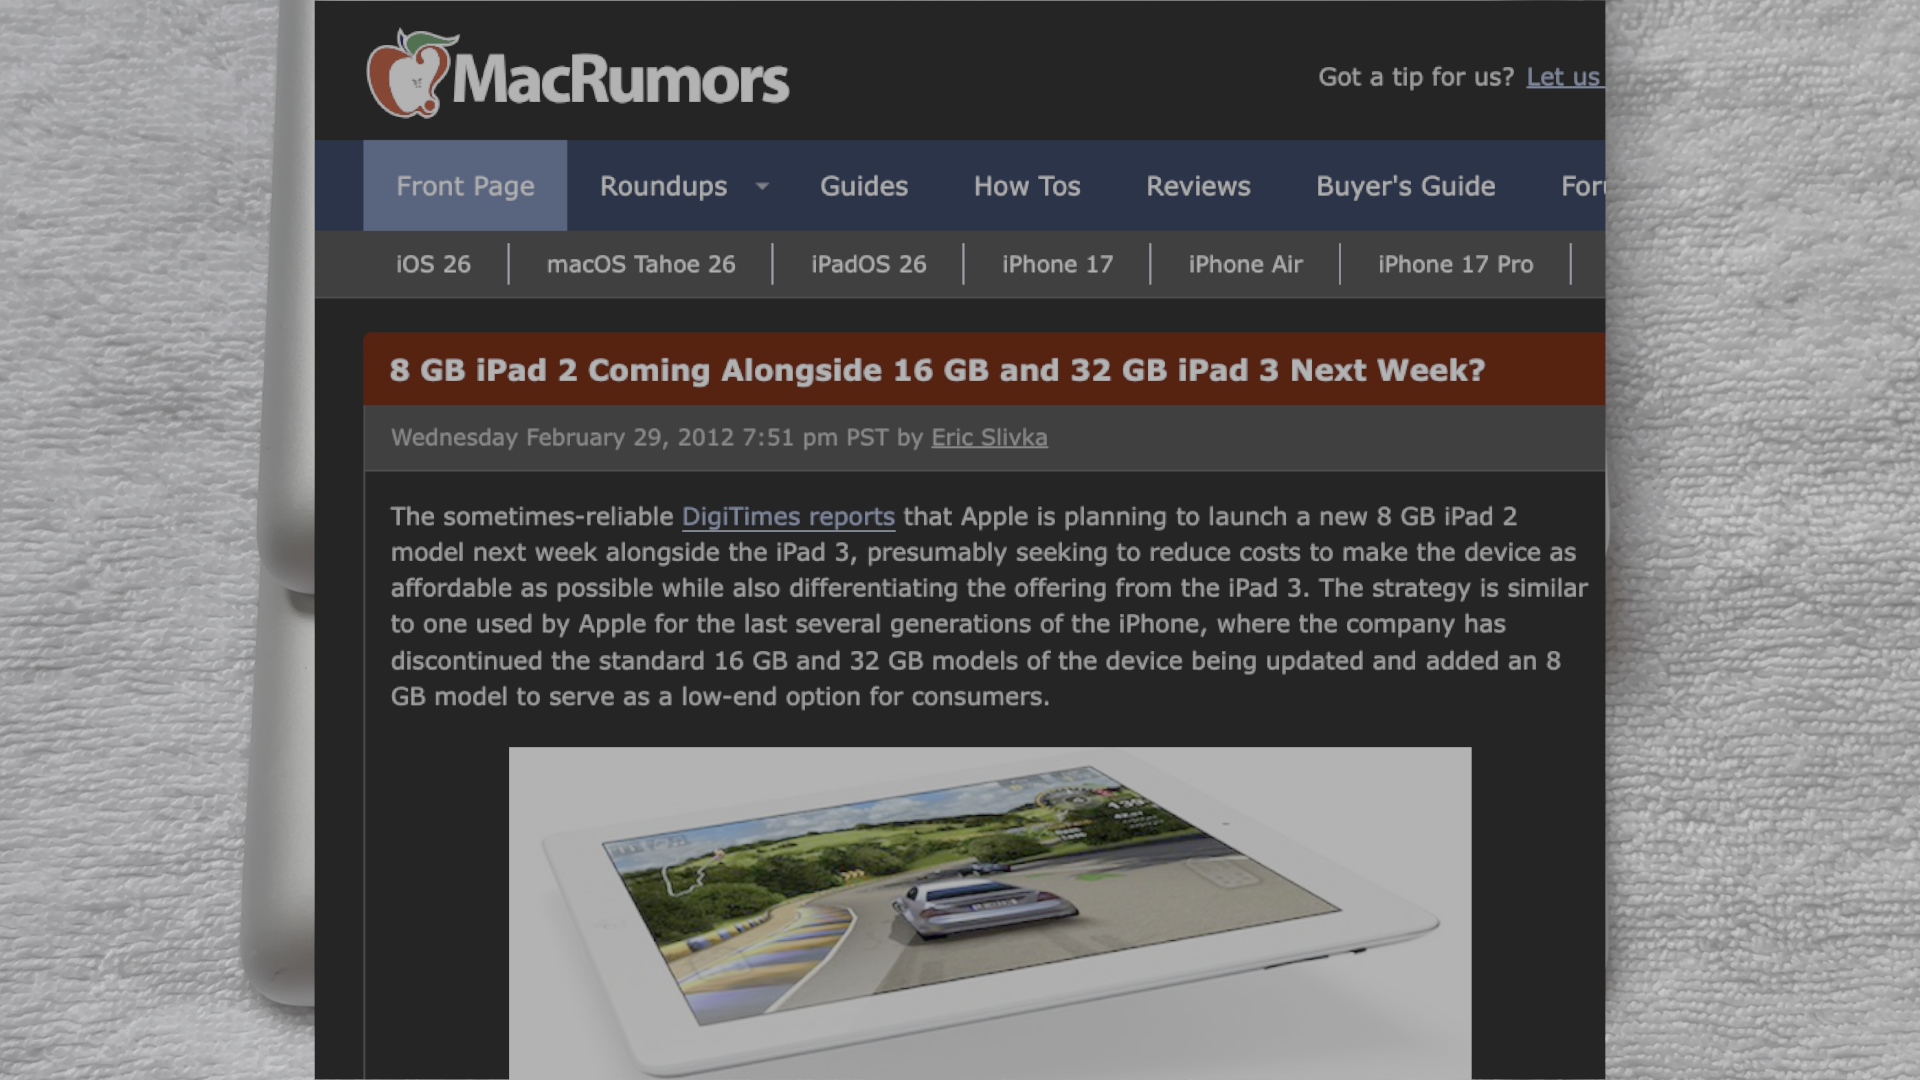 MacRumors
Got a tip for us? Let us
Front Page Roundups Guides How Tos Reviews Buyer's Guide For
iOS 26 macOS Tahoe 26 iPadOS 26 iPhone 17 iPhone Air iPhone 17 Pro
8 GB iPad 2 Coming Alongside 16 GB and 32 GB iPad 3 Next Week?
Wednesday February 29, 2012 7:51 pm PST by Eric Slivka
The sometimes-reliable DigiTimes reports that Apple is planning to launch a new 8 GB iPad 2
model next week alongside the iPad 3, presumably seeking to reduce costs to make the device as
affordable as possible while also differentiating the offering from the iPad 3. The strategy is similar
to one used by Apple for the last several generations of the iPhone, where the company has
discontinued the standard 16 GB and 32 GB models of the device being updated and added an 8
GB model to serve as a low-end option for consumers.